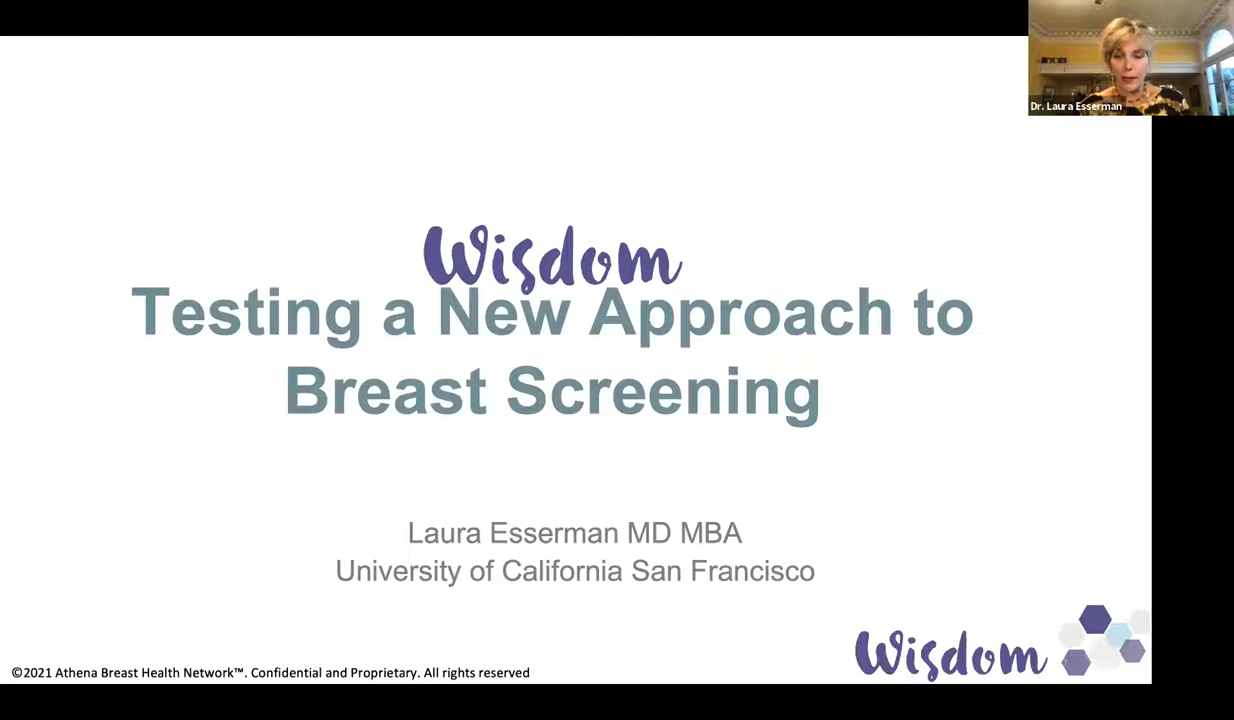 Dr. Laura Esserman
Wisdom
Testing a New Approach to
Breast Screening
Laura Esserman MD MBA
University of California San Francisco
Wisdom
©2021 Athena Breast Health Network™. Confidential and Proprietary. All rights reserved